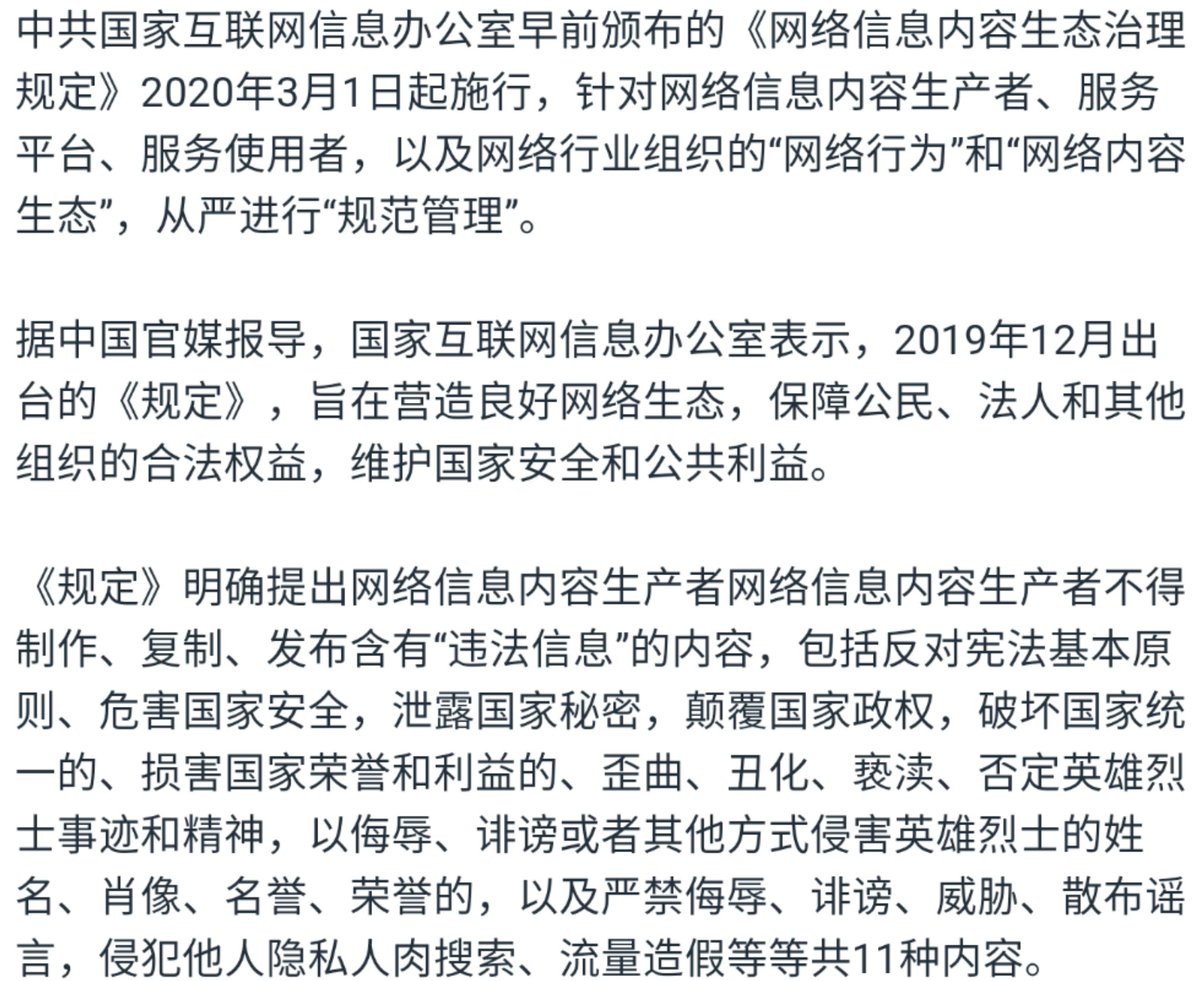 中共国家互联网信息办公室早前颁布的《网络信息内容生态治理
规定》2020年3月1日起施行，针对网络信息内容生产者、服务
平台、服务使用者，以及网络行业组织的“网络行为”和“网络内容
生态”，从严进行“规范管理”。
据中国官媒报导，国家互联网信息办公室表示，2019年12月出
台的《规定》，旨在营造良好网络生态，保障公民、法人和其他
组织的合法权益，维护国家安全和公共利益。
《规定》明确提出网络信息内容生产者网络信息内容生产者不得
制作、复制、发布含有“违法信息”的内容，包括反对宪法基本原
则、危害国家安全，泄露国家秘密，颠覆国家政权，破坏国家统
一的、损害国家荣誉和利益的、歪曲、丑化、亵渎、否定英雄烈
士事迹和精神，以侮辱、诽谤或者其他方式侵害英雄烈士的姓
名、肖像、名誉、荣誉的，以及严禁侮辱、诽谤、威胁、散布谣
言，侵犯他人隐私人肉搜索、流量造假等等共11种内容。